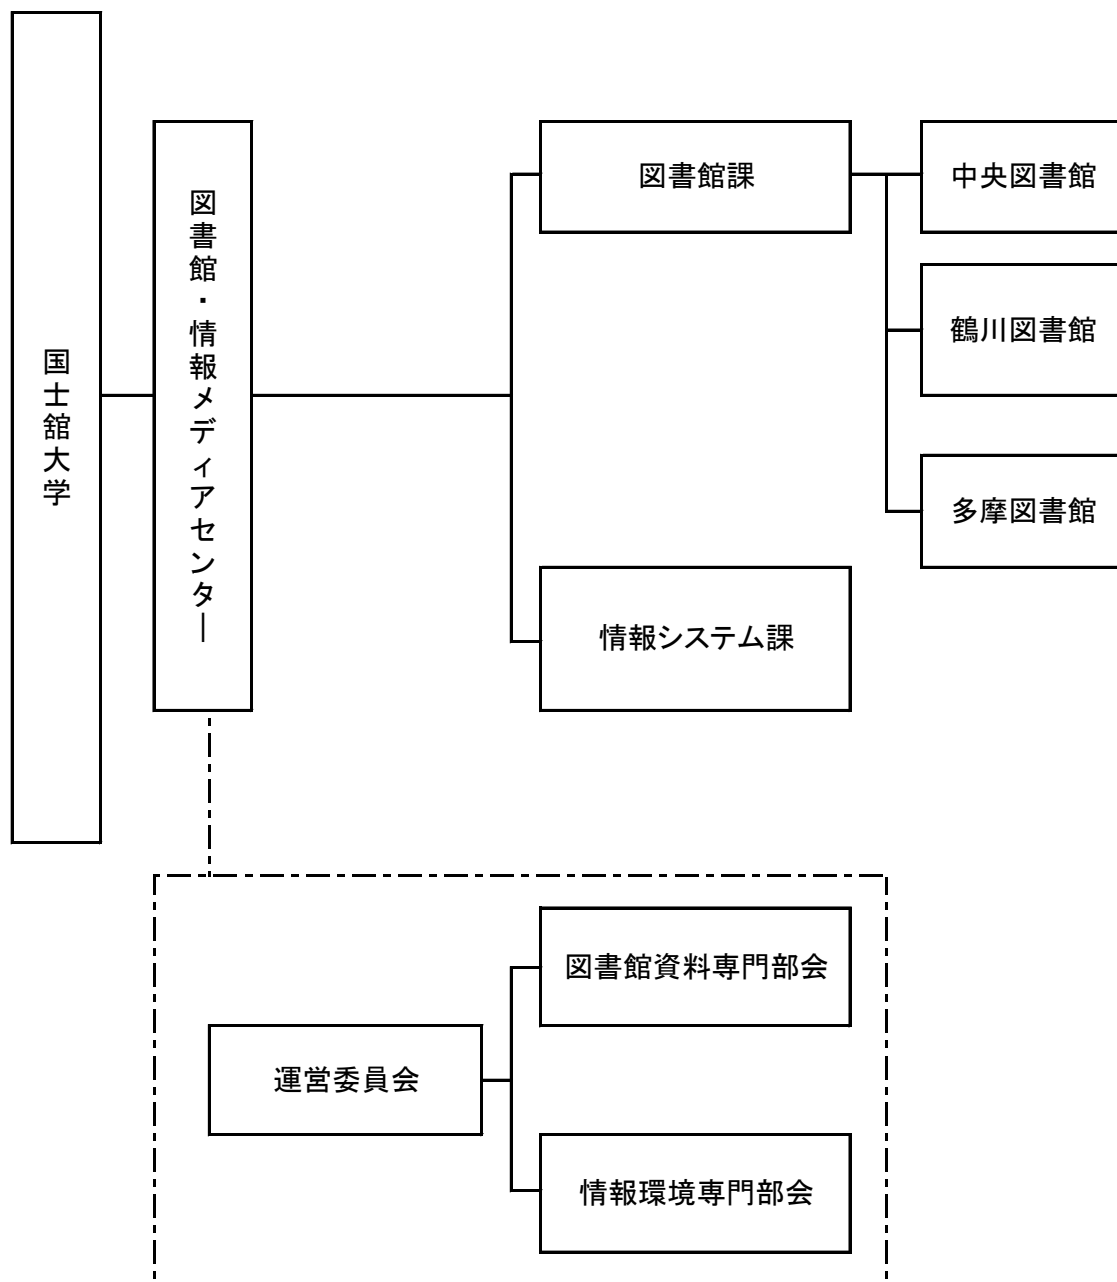 国士舘大学
図書館・情報メディアセンター
図書館課
中央図書館
鶴川図書館
多摩図書館
情報システム課
図書館資料専門部会
運営委員会
情報環境専門部会